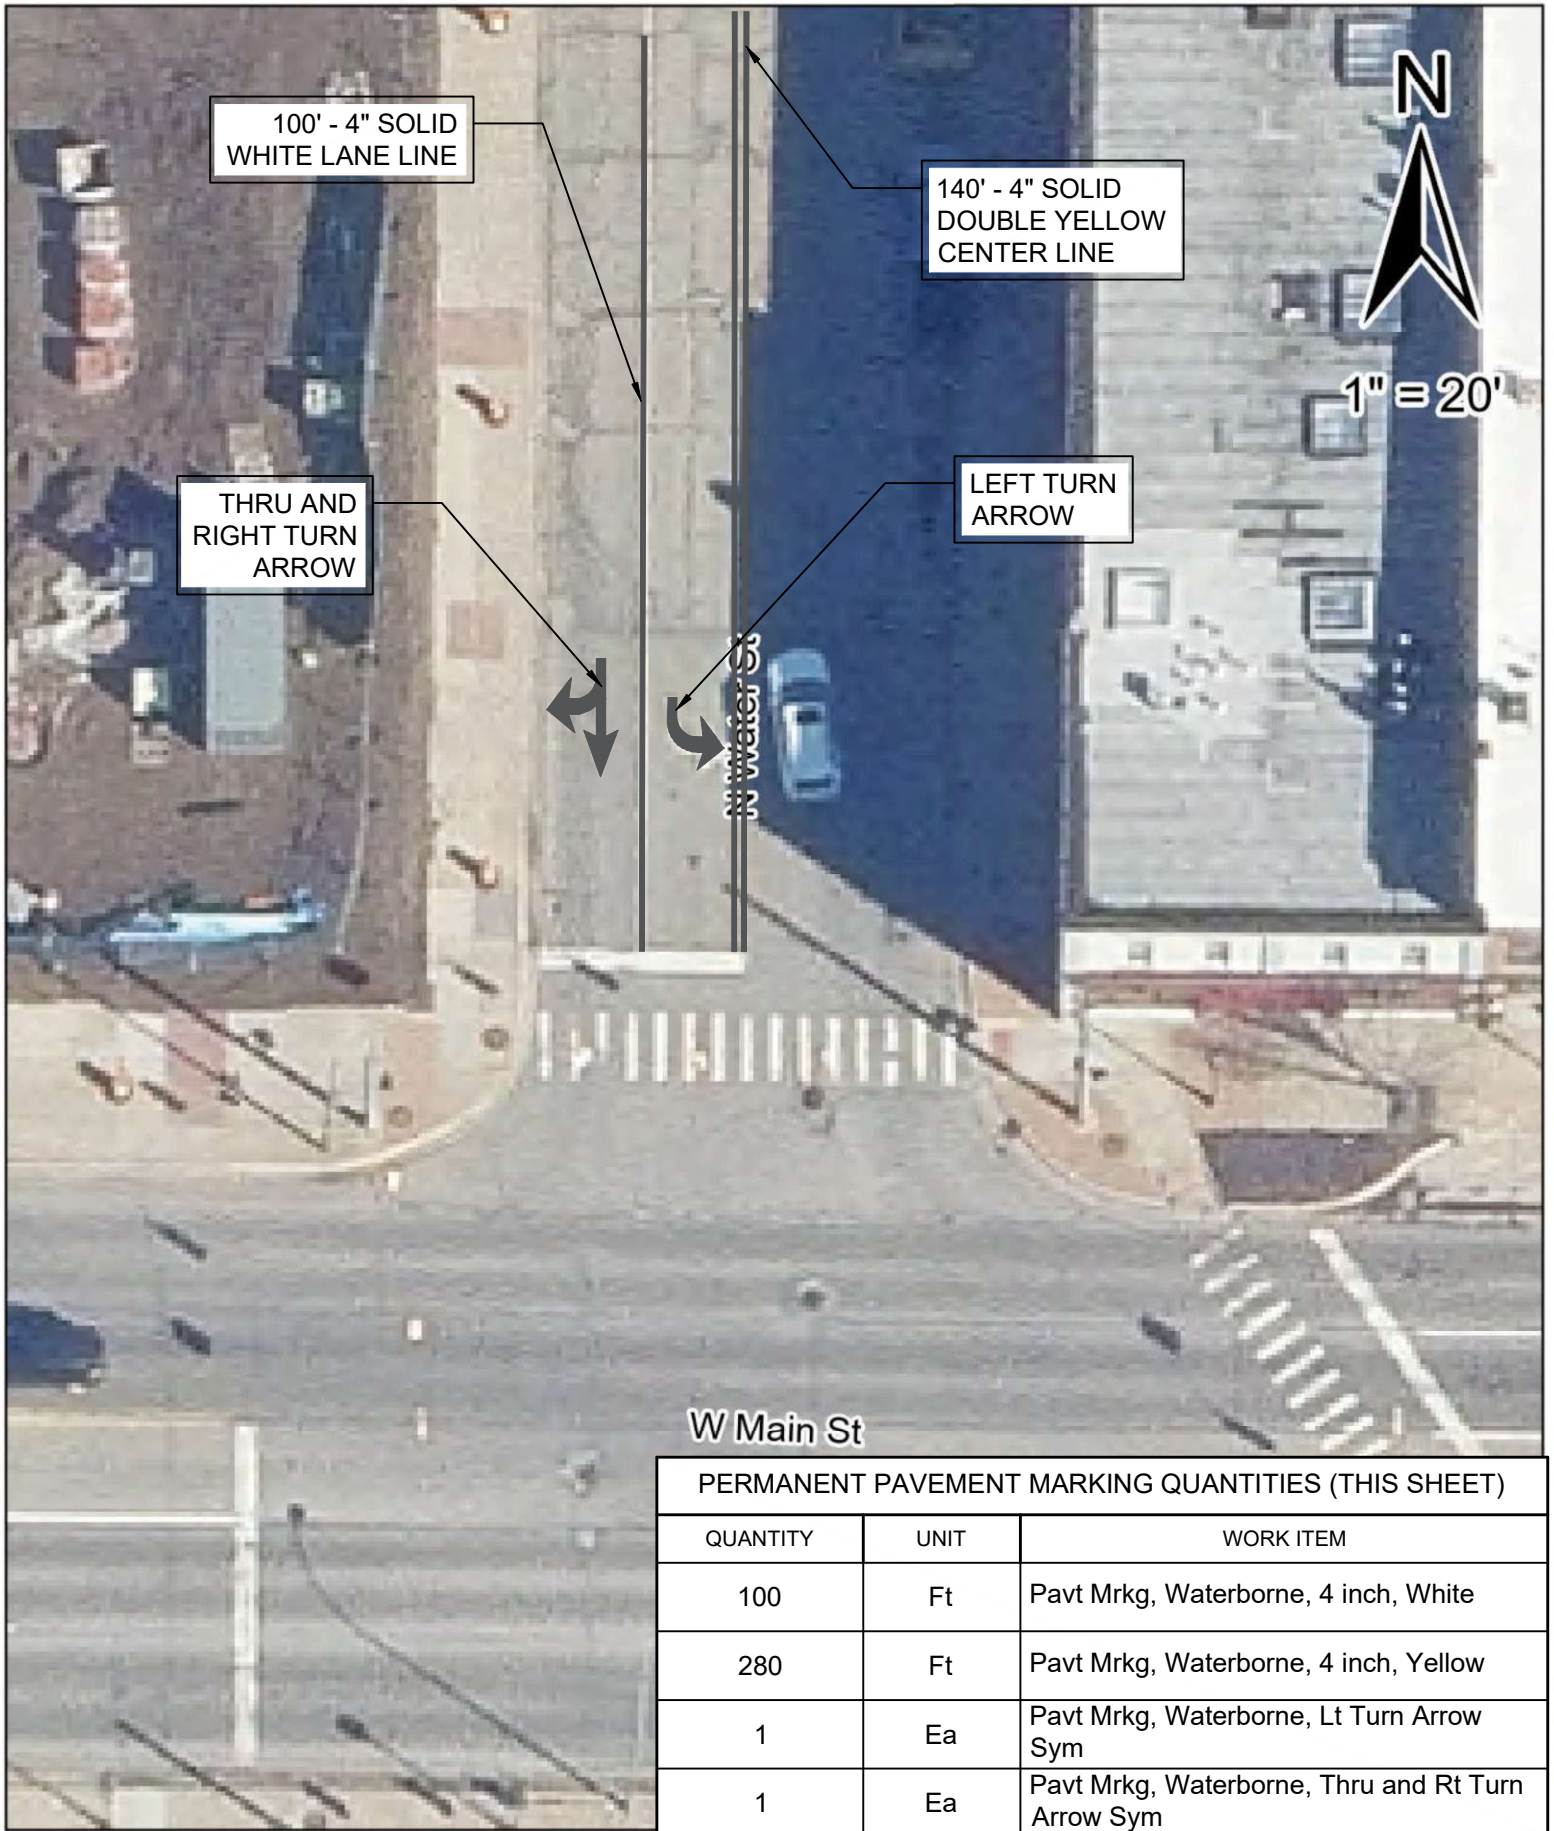 N
100' - 4" SOLID
WHITE LANE LINE
140' - 4" SOLID
DOUBLE YELLOW
CENTER LINE
1" = 20'
THRU AND
RIGHT TURN
ARROW
LEFT TURN
ARROW
N Water St
W Main St
PERMANENT PAVEMENT MARKING QUANTITIES (THIS SHEET)
QUANTITY UNIT WORK ITEM
100 Ft Pavt Mrkg, Waterborne, 4 inch, White
280 Ft Pavt Mrkg, Waterborne, 4 inch, Yellow
1 Ea Pavt Mrkg, Waterborne, Lt Turn Arrow
Sym
1 Ea Pavt Mrkg, Waterborne, Thru and Rt Turn
Arrow Sym